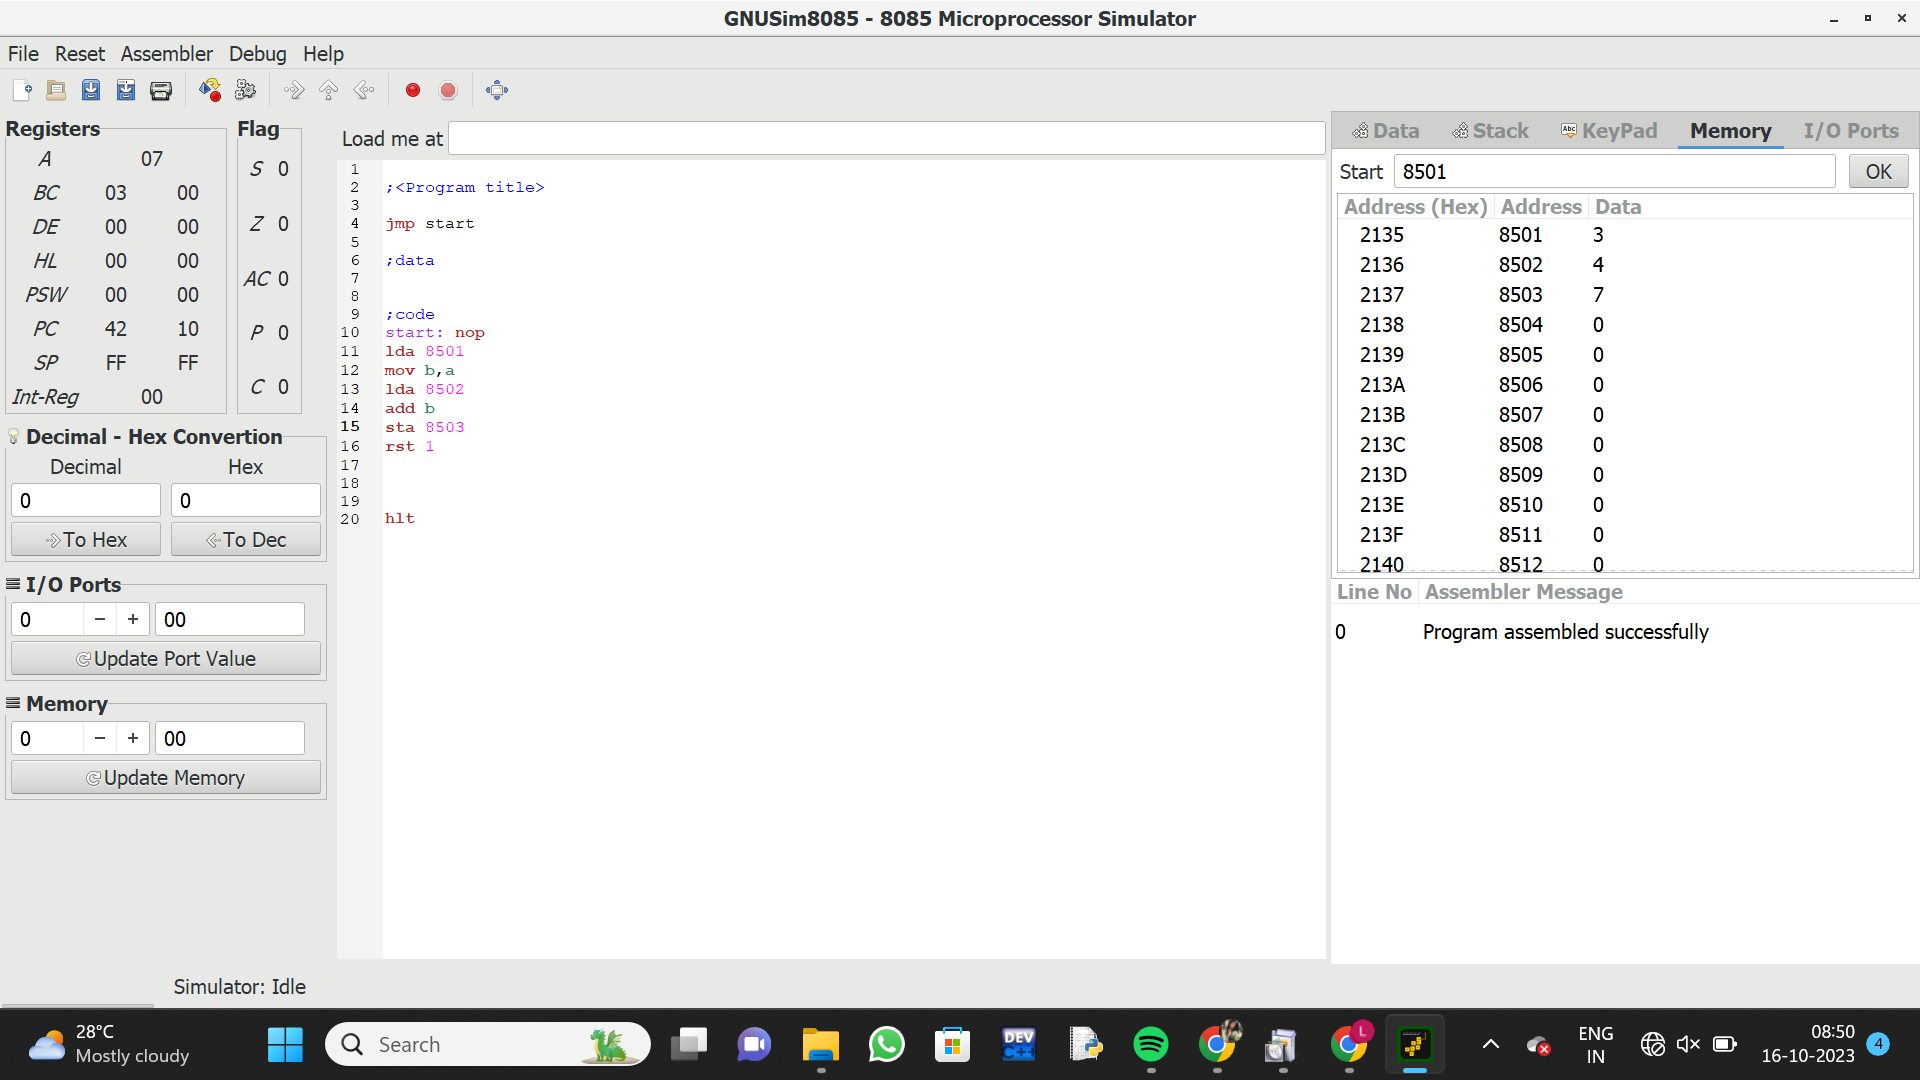 GNUSim8085 - 8085 Microprocessor Simulator
File Reset Assembler Debug Help
Registers
A 07
BC 03 00
DE 00 00
HL 00 00
PSW 00 00
PC 42 10
SP FF FF
Int-Reg 00
Flag
S 0
Z 0
AC 0
P 0
C 0
Decimal - Hex Convertion
Decimal Hex
0 0
To Hex To Dec
I/O Ports
0 − + 00
Update Port Value
Memory
0 − + 00
Update Memory
Simulator: Idle
Load me at
1
2 ;<Program title>
3
4 jmp start
5
6 ;data
7
8
9 ;code
10 start: nop
11 lda 8501
12 mov b,a
13 lda 8502
14 add b
15 sta 8503
16 rst 1
17
18
19
20 hlt
Data Stack Abc KeyPad Memory I/O Ports
Start 8501 OK
Address (Hex) Address Data
2135 8501 3
2136 8502 4
2137 8503 7
2138 8504 0
2139 8505 0
213A 8506 0
213B 8507 0
213C 8508 0
213D 8509 0
213E 8510 0
213F 8511 0
2140 8512 0
Line No Assembler Message
0 Program assembled successfully
28°C
Mostly cloudy
Search
DEV
C++
L
ENG
IN
08:50
16-10-2023
4